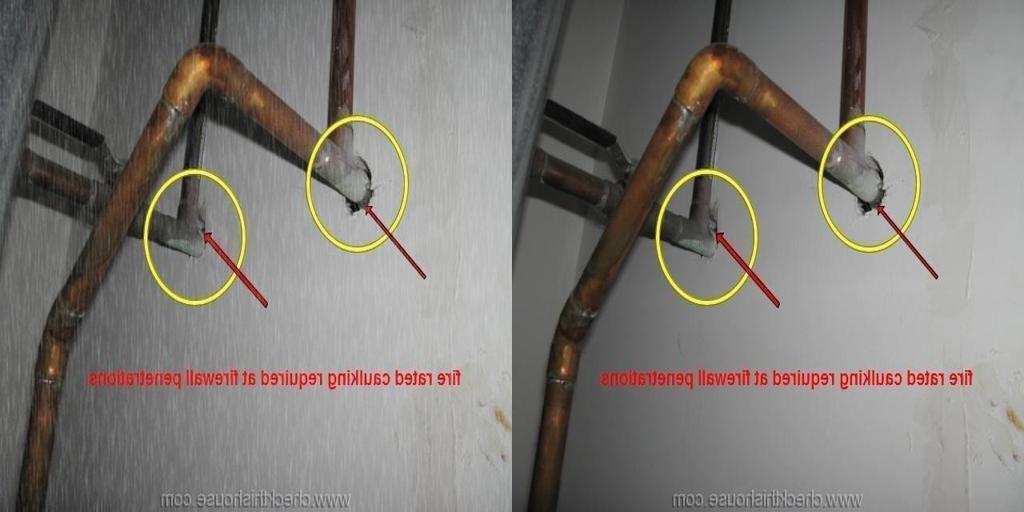 fire rated caulking required at firewall penetrations
fire rated caulking required at firewall penetrations
www.checkthishouse.com
www.checkthishouse.com